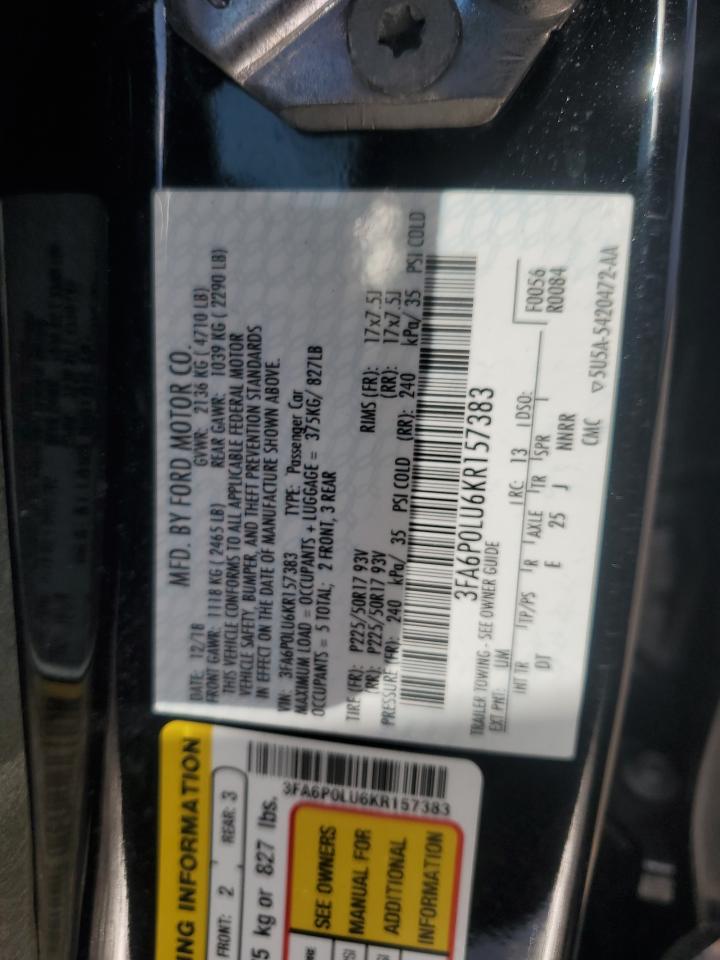 MFD. BY FORD MOTOR CO.
DATE: 12/18 GVWR: 2136 KG ( 4710 LB)
FRONT GAWR: 1118 KG ( 2465 LB) REAR GAWR: 1039 KG ( 2290 LB)
THIS VEHICLE CONFORMS TO ALL APPLICABLE FEDERAL MOTOR
VEHICLE SAFETY, BUMPER, AND THEFT PREVENTION STANDARDS
IN EFFECT ON THE DATE OF MANUFACTURE SHOWN ABOVE.
VIN: 3FA6P0LU6KR157383 TYPE: Passenger Car
MAXIMUM LOAD = OCCUPANTS + LUGGAGE = 375KG/ 827LB
OCCUPANTS = 5 TOTAL; 2 FRONT, 3 REAR
TIRE (FR): P225/50R17 93V RIMS (FR): 17x7.5J
(RR): P225/50R17 93V (RR): 17x7.5J
PRESSURE (FR): 240 kPa/ 35 PSI COLD (RR): 240 kPa/ 35 PSI COLD
3FA6P0LU6KR157383
TRAILER TOWING - SEE OWNER GUIDE
EXT PNT: UM RC: 13 DSO: F0056
R0084
INT TR TP/PS R AXLE TR SPR
DT E 25 J NNRR
CMC ▽5U5A-5420472-AA
ING INFORMATION
FRONT: 2 REAR: 3
5 kg or 827 lbs.
3FA6P0LU6KR157383
SEE OWNERS
MANUAL FOR
ADDITIONAL
INFORMATION